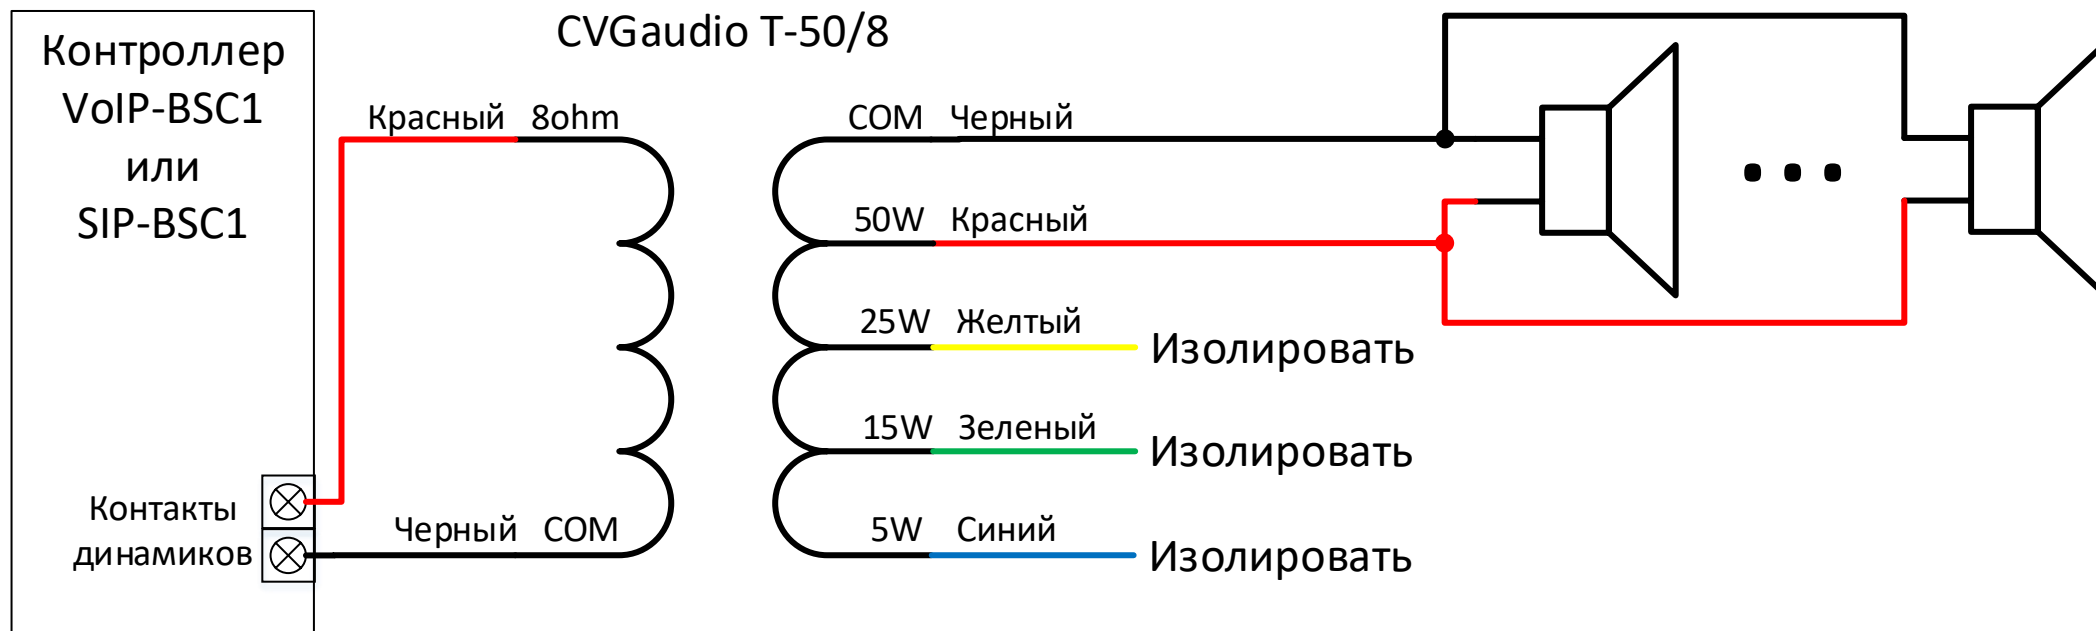 CVGaudio T-50/8
Контроллер
VoIP-BSC1
или
SIP-BSC1
Красный 8ohm
COM Черный
50W Красный
25W Желтый
Изолировать
15W Зеленый
Изолировать
Контакты
динамиков
Черный COM
5W Синий
Изолировать